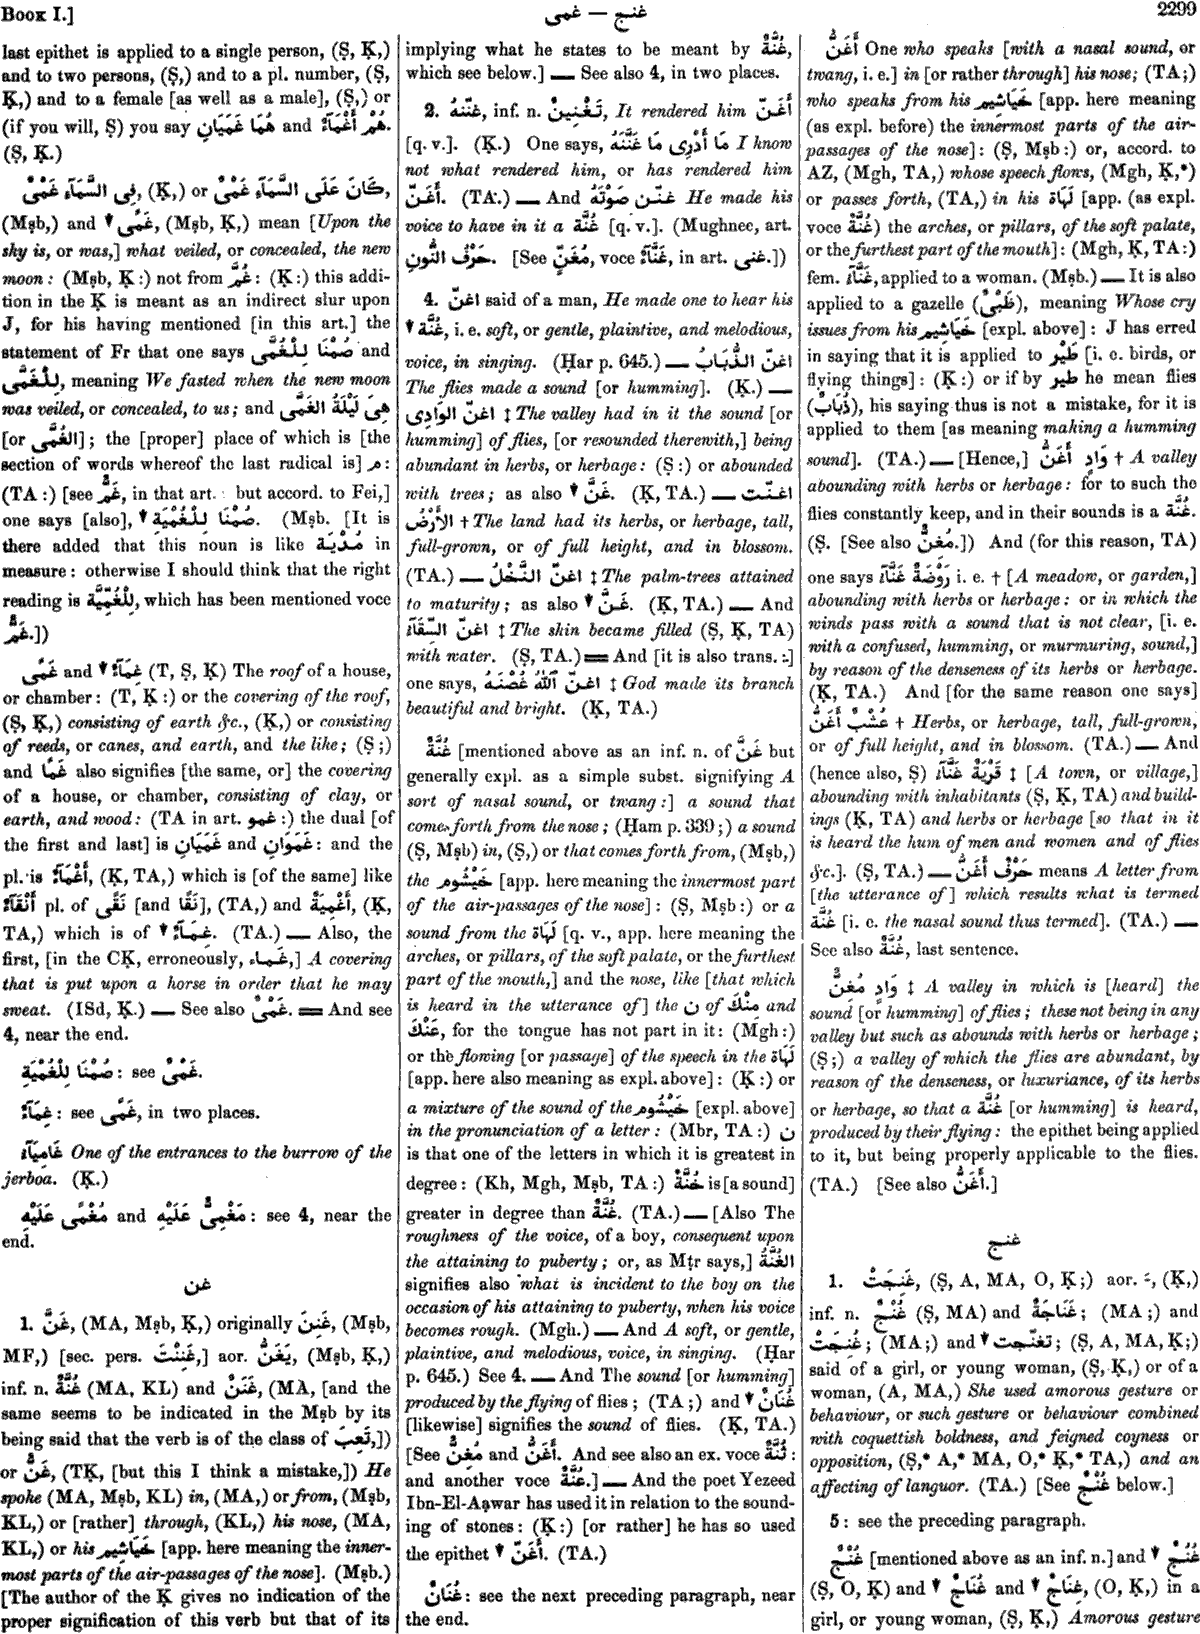 BOOK I.]
غمى — غنج
2299
last epithet is applied to a single person, (Ṣ, Ḳ,)
and to two persons, (Ṣ,) and to a pl. number, (Ṣ,
Ḳ,) and to a female [as well as a male], (Ṣ,) or
(if you will, Ṣ) you say هُمَا غَمَيَانِ and هُمْ أَغْمَآءٌ.
(Ṣ, Ḳ.)
كَانَ عَلَى السَّمَآءِ غَمْىٌ, (Ḳ,) or فِى السَّمَآءِ غَمْىٌ,
(Mṣb,) and ▼ غَمًى, (Mṣb, Ḳ,) mean [Upon the
sky is, or was,] what veiled, or concealed, the new
moon: (Mṣb, Ḳ:) not from غُمَّ: (Ḳ:) this addi-
tion in the Ḳ is meant as an indirect slur upon
J, for his having mentioned [in this art.] the
statement of Fr that one says صُمْنَا لِلْغُمَّى and
لِلْغَمَّى, meaning We fasted when the new moon
was veiled, or concealed, to us; and هِىَ لَيْلَةُ الغَمَّى
[or الغُمَّى]; the [proper] place of which is [the
section of words whereof the last radical is] م:
(TA:) [see غَمَّ, in that art. but accord. to Fei,]
one says [also], ▼ صُمْنَا لِلْغُمْيَةِ. (Mṣb. [It is
there added that this noun is like مُدْيَة in
measure: otherwise I should think that the right
reading is لِلْغُمِّيَّة, which has been mentioned voce
غَمٌّ.])
غَمًى and ▼ غِمَآءٌ (T, Ṣ, Ḳ) The roof of a house,
or chamber: (T, Ḳ:) or the covering of the roof,
(Ṣ, Ḳ,) consisting of earth &c., (Ḳ,) or consisting
of reeds, or canes, and earth, and the like; (Ṣ;)
and غَمًا also signifies [the same, or] the covering
of a house, or chamber, consisting of clay, or
earth, and wood: (TA in art. غمو:) the dual [of
the first and last] is غَمَيَانِ and غَمَوَانِ: and the
pl. is أَغْمَآءٌ, (Ḳ, TA,) which is [of the same] like
أَنْقَآءٌ pl. of نَقًى [and نَقًا], (TA,) and أَغْمِيَةٌ, (Ḳ,
TA,) which is of ▼ غِمَآءٌ. (TA.) — Also, the
first, [in the CḲ, erroneously, غَماء,] A covering
that is put upon a horse in order that he may
sweat. (ISd, Ḳ.) — See also غَمْىٌ. = And see
4, near the end.
صُمْنَا لِلْغُمْيَةِ: see غَمْىٌ.
غِمَآءٌ: see غَمًى, in two places.
غَامِيَآءُ One of the entrances to the burrow of the
jerboa. (Ḳ.)
مَغْمِىٌّ عَلَيْهِ and مُغْمًى عَلَيْهِ: see 4, near the
end.
غن
1. غَنَّ, (MA, Mṣb, Ḳ,) originally غَنِنَ, (Mṣb,
MF,) [sec. pers. غَنِنْتَ,] aor. يَغَنُّ, (Mṣb, Ḳ,)
inf. n. غُنَّةٌ (MA, KL) and غَنَنٌ, (MA, [and the
same seems to be indicated in the Mṣb by its
being said that the verb is of the class of تَعِبَ,])
or غَنٌّ, (TḲ, [but this I think a mistake,]) He
spoke (MA, Mṣb, KL) in, (MA,) or from, (Mṣb,
KL,) or [rather] through, (KL,) his nose, (MA,
KL,) or his خَيَاشِيم [app. here meaning the inner-
most parts of the air-passages of the nose]. (Mṣb.)
[The author of the Ḳ gives no indication of the
proper signification of this verb but that of its
implying what he states to be meant by غُنَّةٌ,
which see below.] — See also 4, in two places.
2. غَنَّنَهُ, inf. n. تَغْنِينٌ, It rendered him أَغَنّ
[q. v.]. (Ḳ.) One says, مَا أَدْرِى مَا غَنَّنَهُ I know
not what rendered him, or has rendered him
أَغَنّ. (TA.) — And غَنَّنَ صَوْتَهُ He made his
voice to have in it a غُنَّة [q. v.]. (Mughnee, art.
حَرْفُ النُّونِ. [See مُغَنٍّ, voce غَنَّآءُ, in art. غنى.])
4. اغنّ said of a man, He made one to hear his
▼ غُنَّة, i. e. soft, or gentle, plaintive, and melodious,
voice, in singing. (Ḥar p. 645.) — اغنّ الذُّبَابُ
The flies made a sound [or humming]. (Ḳ.) —
اغنّ الوَادِى ‡ The valley had in it the sound [or
humming] of flies, [or resounded therewith,] being
abundant in herbs, or herbage: (Ṣ:) or abounded
with trees; as also ▼ غَنَّ. (Ḳ, TA.) — اغنّت
الأَرْضُ † The land had its herbs, or herbage, tall,
full-grown, or of full height, and in blossom.
(TA.) — اغنّ النَّخْلُ ‡ The palm-trees attained
to maturity; as also ▼ غَنَّ. (Ḳ, TA.) — And
اغنّ السِّقَآءُ ‡ The skin became filled (Ṣ, Ḳ, TA)
with water. (Ṣ, TA.) = And [it is also trans.:]
one says, اغنّ ٱللّٰهُ غُصْنَهُ ‡ God made its branch
beautiful and bright. (Ḳ, TA.)
غُنَّةٌ [mentioned above as an inf. n. of غَنَّ but
generally expl. as a simple subst. signifying A
sort of nasal sound, or twang:] a sound that
comes forth from the nose; (Ḥam p. 339;) a sound
(Ṣ, Mṣb) in, (Ṣ,) or that comes forth from, (Mṣb,)
the خَيْشُوم [app. here meaning the innermost part
of the air-passages of the nose]: (Ṣ, Mṣb:) or a
sound from the لَهَاة [q. v., app. here meaning the
arches, or pillars, of the soft palate, or the furthest
part of the mouth,] and the nose, like [that which
is heard in the utterance of] the ن of مِنْكَ and
عَنْكَ, for the tongue has not part in it: (Mgh:)
or the flowing [or passage] of the speech in the لَهَاة
[app. here also meaning as expl. above]: (Ḳ:) or
a mixture of the sound of the خَيْشُوم [expl. above]
in the pronunciation of a letter: (Mbr, TA:) ن
is that one of the letters in which it is greatest in
degree: (Kh, Mgh, Mṣb, TA:) خُنَّةٌ is [a sound]
greater in degree than غُنَّةٌ. (TA.) — [Also The
roughness of the voice, of a boy, consequent upon
the attaining to puberty; or, as Mṭr says,] الغُنَّةُ
signifies also what is incident to the boy on the
occasion of his attaining to puberty, when his voice
becomes rough. (Mgh.) — And A soft, or gentle,
plaintive, and melodious, voice, in singing. (Ḥar
p. 645.) See 4. — And The sound [or humming]
produced by the flying of flies; (TA;) and ▼ غُنَانٌ
[likewise] signifies the sound of flies. (Ḳ, TA.)
[See مُغِنٌّ and أَغَنُّ. And see also an ex. voce ثُنَّةٌ:
and another voce غُنَّةٌ.] — And the poet Yezeed
Ibn-El-Aạwar has used it in relation to the sound-
ing of stones: (Ḳ:) [or rather] he has so used
the epithet ▼ أَغَنّ. (TA.)
غُنَانٌ: see the next preceding paragraph, near
the end.
أَغَنُّ One who speaks [with a nasal sound, or
twang, i. e.] in [or rather through] his nose; (TA;)
who speaks from his خَيَاشِيم [app. here meaning
(as expl. before) the innermost parts of the air-
passages of the nose]: (Ṣ, Mṣb:) or, accord. to
AZ, (Mgh, TA,) whose speech flows, (Mgh, Ḳ,*)
or passes forth, (TA,) in his لَهَاة [app. (as expl.
voce غُنَّةٌ) the arches, or pillars, of the soft palate,
or the furthest part of the mouth]: (Mgh, Ḳ, TA:)
fem. غَنَّآءُ, applied to a woman. (Mṣb.) — It is also
applied to a gazelle (ظَبْىٌ), meaning Whose cry
issues from his خَيَاشِيم [expl. above]: J has erred
in saying that it is applied to طَيْر [i. e. birds, or
flying things]: (Ḳ:) or if by طير he mean flies
(ذُبَابٌ), his saying thus is not a mistake, for it is
applied to them [as meaning making a humming
sound]. (TA.) — [Hence,] وَادٍ أَغَنُّ † A valley
abounding with herbs or herbage: for to such the
flies constantly keep, and in their sounds is a غُنَّة.
(Ṣ. [See also مُغِنٌّ.]) And (for this reason, TA)
one says رَوْضَةٌ غَنَّآءُ i. e. † [A meadow, or garden,]
abounding with herbs or herbage: or in which the
winds pass with a sound that is not clear, [i. e.
with a confused, humming, or murmuring, sound,]
by reason of the denseness of its herbs or herbage.
(Ḳ, TA.) And [for the same reason one says]
عُشْبٌ أَغَنُّ † Herbs, or herbage, tall, full-grown,
or of full height, and in blossom. (TA.) — And
(hence also, Ṣ) قَرْيَةٌ غَنَّآءُ ‡ [A town, or village,]
abounding with inhabitants (Ṣ, Ḳ, TA) and build-
ings (Ḳ, TA) and herbs or herbage [so that in it
is heard the hum of men and women and of flies
&c.]. (Ṣ, TA.) — حَرْفٌ أَغَنُّ means A letter from
[the utterance of] which results what is termed
غُنَّة [i. e. the nasal sound thus termed]. (TA.) —
See also غُنَّةٌ, last sentence.
وَادٍ مُغِنٌّ ‡ A valley in which is [heard] the
sound [or humming] of flies; these not being in any
valley but such as abounds with herbs or herbage;
(Ṣ;) a valley of which the flies are abundant, by
reason of the denseness, or luxuriance, of its herbs
or herbage, so that a غُنَّة [or humming] is heard,
produced by their flying: the epithet being applied
to it, but being properly applicable to the flies.
(TA.) [See also أَغَنُّ.]
غنج
1. غَنِجَتْ, (Ṣ, A, MA, O, Ḳ;) aor. ـَ, (Ḳ,)
inf. n. غُنْجٌ (Ṣ, MA) and غَنَاجَةٌ; (MA;) and
غُنِجَتْ; (MA;) and ▼ تغنّجت; (Ṣ, A, MA, Ḳ;)
said of a girl, or young woman, (Ṣ, Ḳ,) or of a
woman, (A, MA,) She used amorous gesture or
behaviour, or such gesture or behaviour combined
with coquettish boldness, and feigned coyness or
opposition, (Ṣ,* A,* MA, O,* Ḳ,* TA,) and an
affecting of languor. (TA.) [See غُنْجٌ below.]
5: see the preceding paragraph.
غُنْجٌ [mentioned above as an inf. n.] and ▼ غُنُجٌ
(Ṣ, O, Ḳ) and ▼ غُنَاجٌ and ▼ غِنَاجٌ, (O, Ḳ,) in a
girl, or young woman, (Ṣ, Ḳ,) Amorous gesture